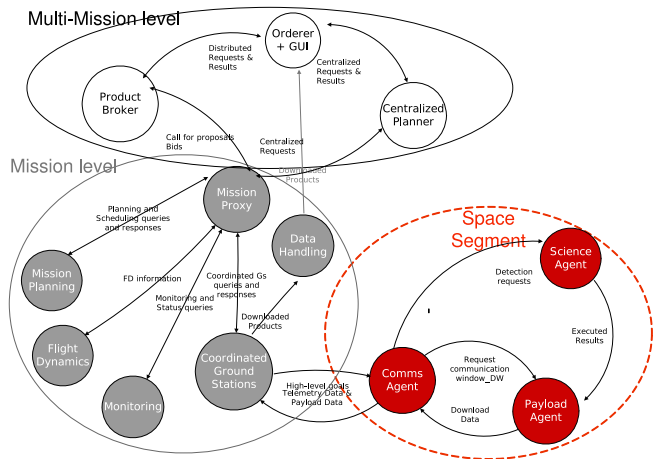 Multi-Mission level
Orderer
+ GUI
Distributed
Requests &
Results
Centralized
Requests &
Results
Product
Broker
Centralized
Planner
Call for proposals
Bids
Centralized
Requests
Mission level
Downloaded
Products
Mission
Proxy
Planning and
Scheduling queries
and responses
Data
Handling
Space
Segment
Science
Agent
Mission
Planning
FD information
Coordinated Gs
queries and
responses
Detection
requests
Monitoring and
Status queries
Downloaded
Products
Flight
Dynamics
Executed
Results
Coordinated
Ground
Stations
Comms
Agent
Request
communication
window_DW
High-level goals
Telemetry Data &
Payload Data
Monitoring
Download
Data
Payload
Agent